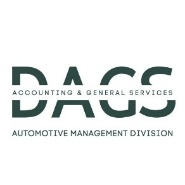 DAGS
ACCOUNTING & GENERAL SERVICES
AUTOMOTIVE MANAGEMENT DIVISION